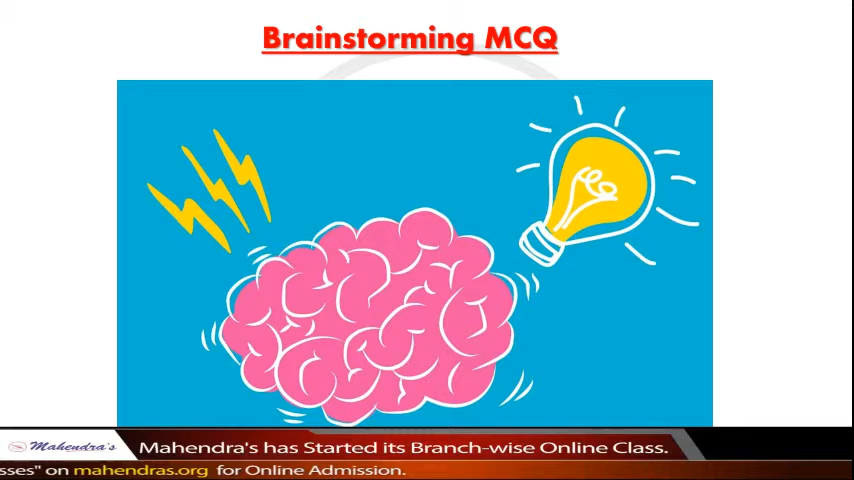 Brainstorming MCQ
Mahendra's
Mahendra's has Started its Branch-wise Online Class.
sses" on mahendras.org for Online Admission.